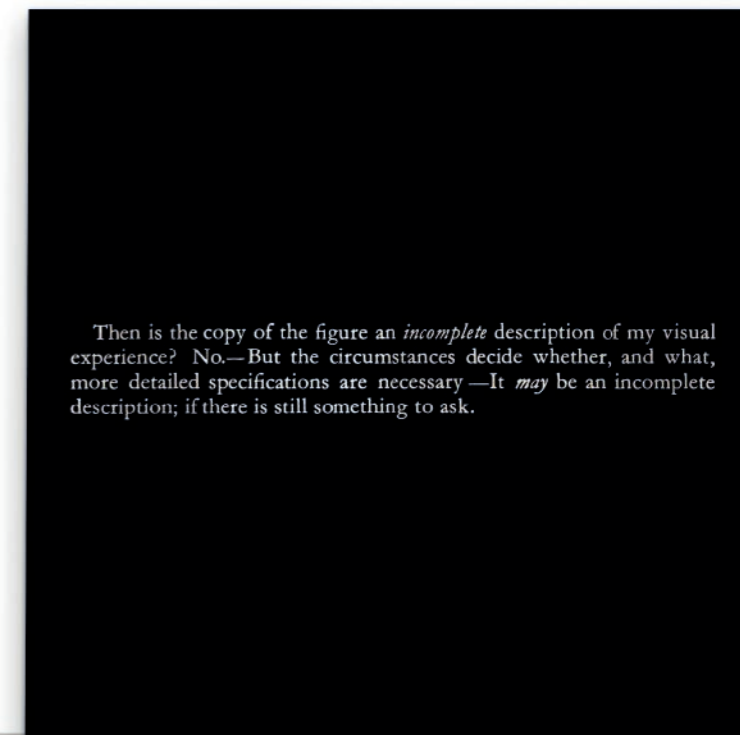 Then is the copy of the figure an incomplete description of my visual
experience? No.—But the circumstances decide whether, and what,
more detailed specifications are necessary —It may be an incomplete
description; if there is still something to ask.